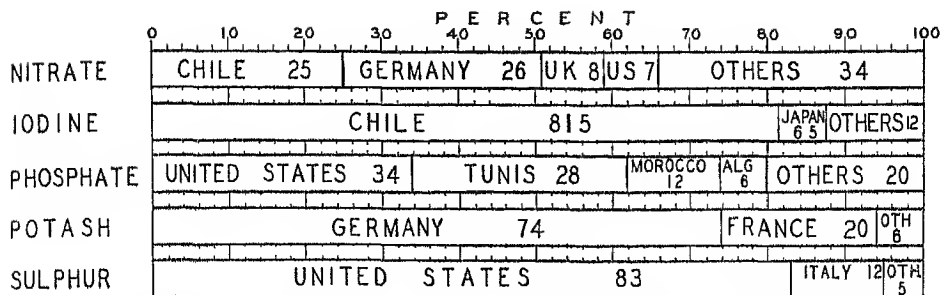 PERCENT
0 10 20 30 40 50 60 70 80 90 100
NITRATE CHILE 25 GERMANY 26 UK 8 US 7 OTHERS 34
IODINE CHILE 815 JAPAN 6 5 OTHERS 12
PHOSPHATE UNITED STATES 34 TUNIS 28 MOROCCO 12 ALG 6 OTHERS 20
POTASH GERMANY 74 FRANCE 20 OTH 6
SULPHUR UNITED STATES 83 ITALY 12 OTH 5